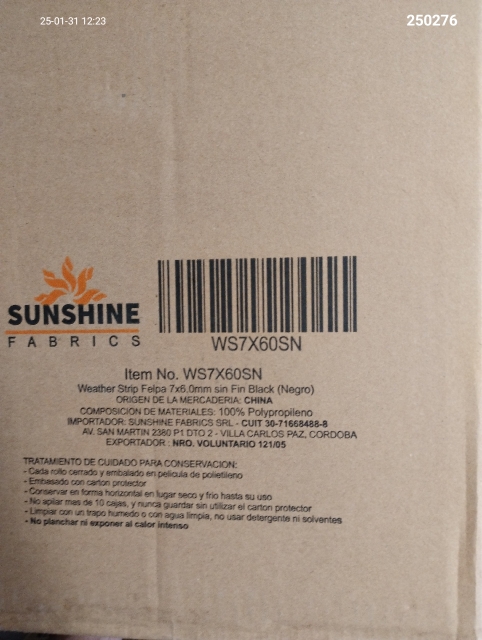 25-01-31 12:23
250276
SUNSHINE
FABRICS
WS7X60SN
Item No. WS7X60SN
Weather Strip Felpa 7x6.0mm sin Fin Black (Negro)
ORIGEN DE LA MERCADERIA: CHINA
COMPOSICION DE MATERIALES: 100% Polypropileno
IMPORTADOR: SUNSHINE FABRICS SRL - CUIT 30-71668488-8
AV. SAN MARTIN 2380 P1 DTO 2 - VILLA CARLOS PAZ, CORDOBA
EXPORTADOR : NRO. VOLUNTARIO 121/05
TRATAMIENTO DE CUIDADO PARA CONSERVACION:
- Cada rollo cerrado y embalado en pelicula de polietileno
- Embasado con carton protector
- Conservar en forma horizontal en lugar seco y frio hasta su uso
- No apilar mas de 10 cajas, y nunca guardar sin utilizar el carton protector
- Limpiar con un trapo humedo o con agua limpia, no usar detergente ni solventes
- No planchar ni exponer al calor intenso